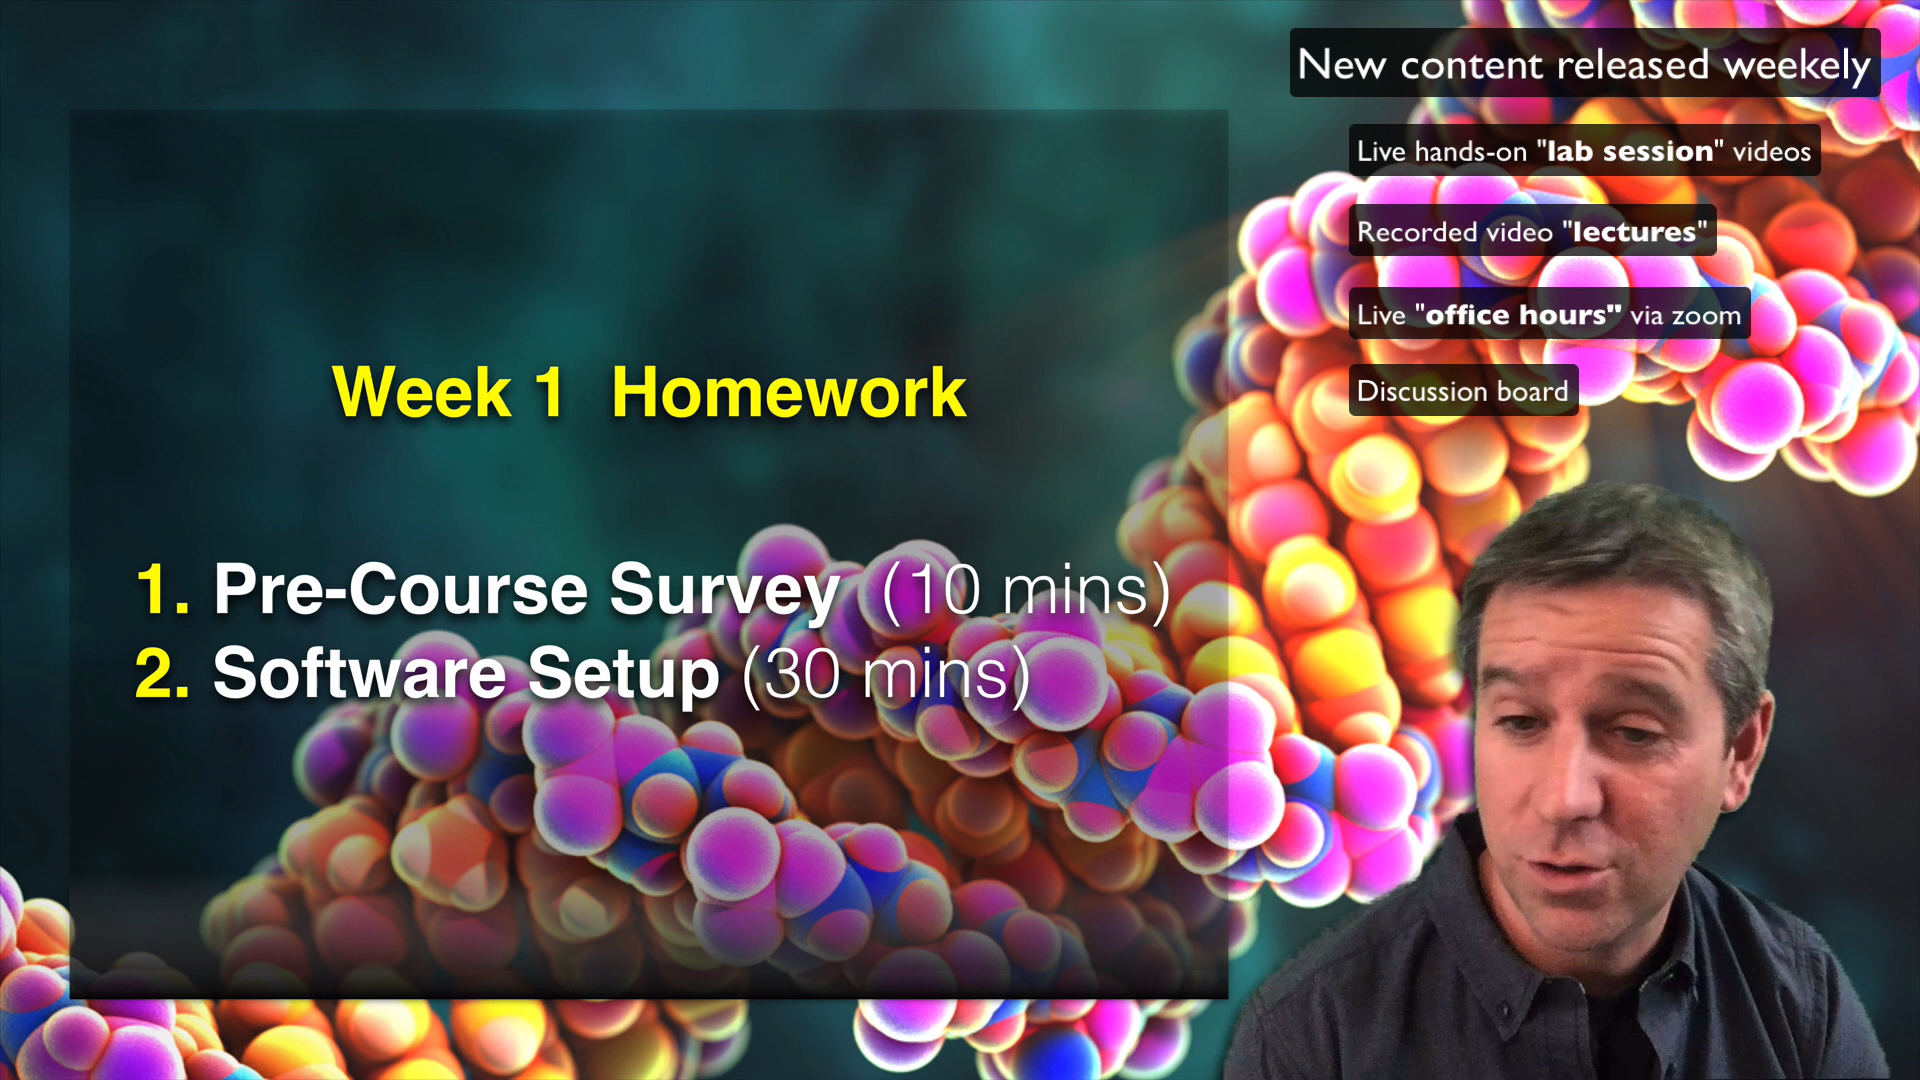 New content released weekely
Live hands-on "lab session" videos
Recorded video "lectures"
Live "office hours" via zoom
Discussion board
Week 1 Homework
1. Pre-Course Survey (10 mins)
2. Software Setup (30 mins)